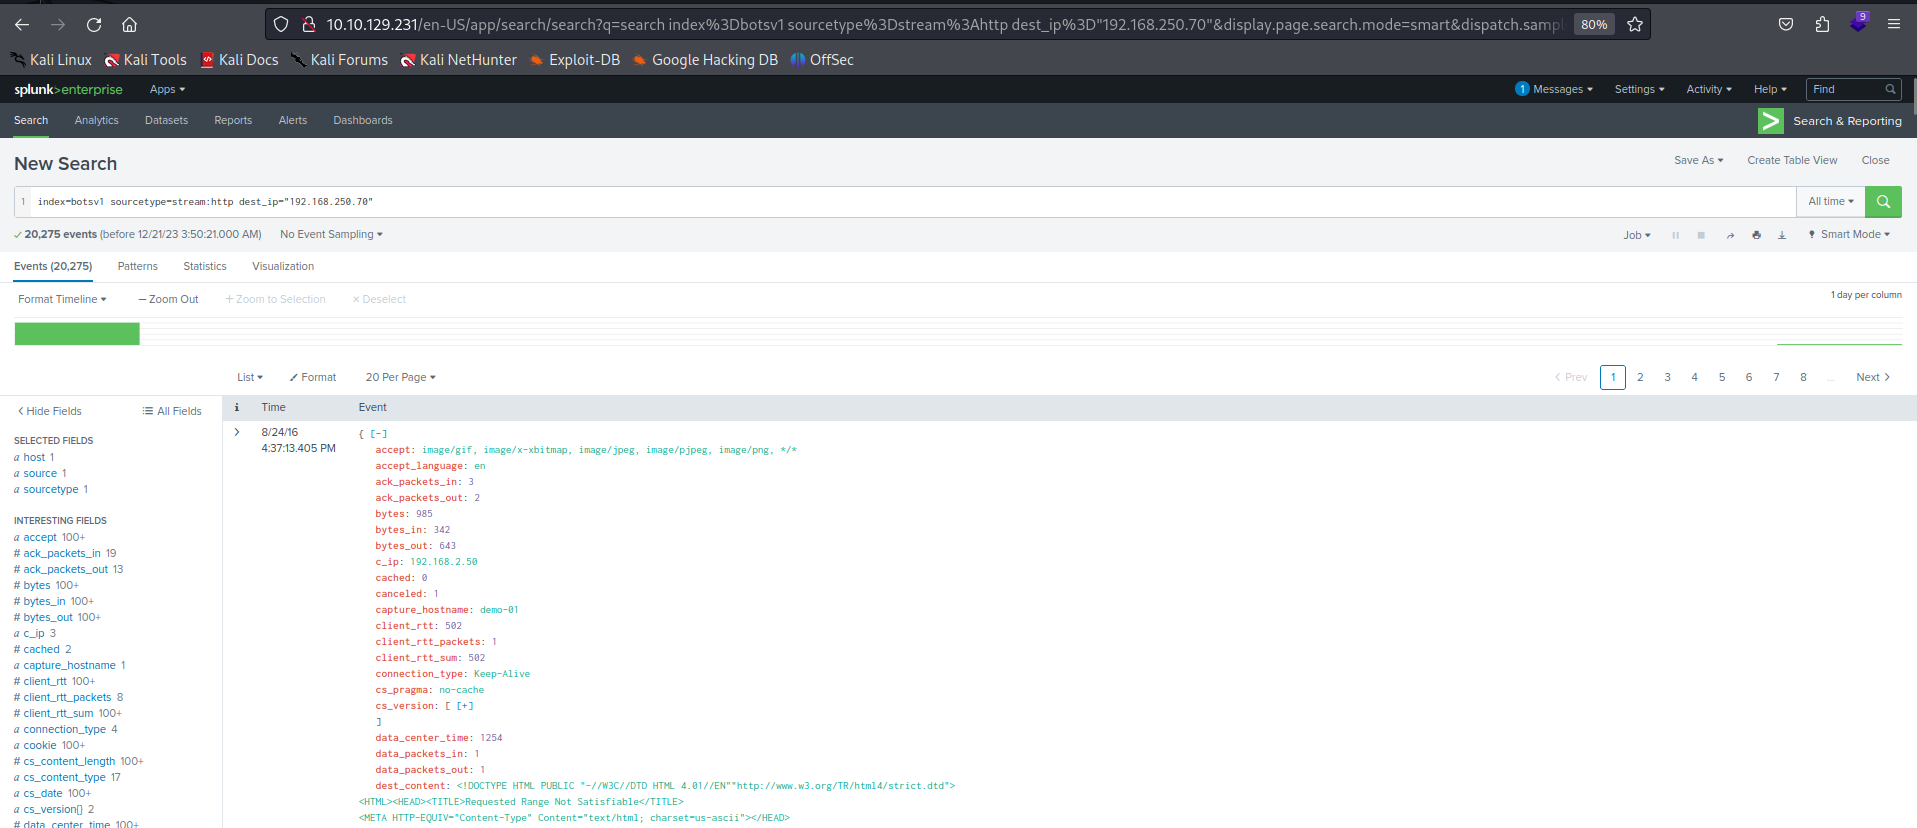 10.10.129.231/en-US/app/search/search?q=search index%3Dbotsv1 sourcetype%3Dstream%3Ahttp dest_ip%3D"192.168.250.70"&display.page.search.mode=smart&dispatch.sampl
80%
9
Kali Linux Kali Tools Kali Docs Kali Forums Kali NetHunter Exploit-DB Google Hacking DB OffSec
splunk>enterprise Apps 1 Messages Settings Activity Help Find
Search Analytics Datasets Reports Alerts Dashboards Search & Reporting
New Search Save As Create Table View Close
1 index=botsv1 sourcetype=stream:http dest_ip="192.168.250.70" All time
20,275 events (before 12/21/23 3:50:21.000 AM) No Event Sampling Job Smart Mode
Events (20,275) Patterns Statistics Visualization
Format Timeline — Zoom Out + Zoom to Selection × Deselect 1 day per column
List Format 20 Per Page < Prev 1 2 3 4 5 6 7 8 ... Next >
< Hide Fields All Fields
i Time Event
SELECTED FIELDS
a host 1
a source 1
a sourcetype 1
INTERESTING FIELDS
a accept 100+
# ack_packets_in 19
# ack_packets_out 13
# bytes 100+
# bytes_in 100+
# bytes_out 100+
a c_ip 3
# cached 2
a capture_hostname 1
# client_rtt 100+
# client_rtt_packets 8
# client_rtt_sum 100+
a connection_type 4
a cookie 100+
# cs_content_length 100+
a cs_content_type 17
a cs_date 100+
a cs_version{} 2
# data_center_time 100+
> 8/24/16
4:37:13.405 PM
{ [-]
accept: image/gif, image/x-xbitmap, image/jpeg, image/pjpeg, image/png, */*
accept_language: en
ack_packets_in: 3
ack_packets_out: 2
bytes: 985
bytes_in: 342
bytes_out: 643
c_ip: 192.168.2.50
cached: 0
canceled: 1
capture_hostname: demo-01
client_rtt: 502
client_rtt_packets: 1
client_rtt_sum: 502
connection_type: Keep-Alive
cs_pragma: no-cache
cs_version: [ [+]
]
data_center_time: 1254
data_packets_in: 1
data_packets_out: 1
dest_content: <!DOCTYPE HTML PUBLIC "-//W3C//DTD HTML 4.01//EN""http://www.w3.org/TR/html4/strict.dtd">
<HTML><HEAD><TITLE>Requested Range Not Satisfiable</TITLE>
<META HTTP-EQUIV="Content-Type" Content="text/html; charset=us-ascii"></HEAD>